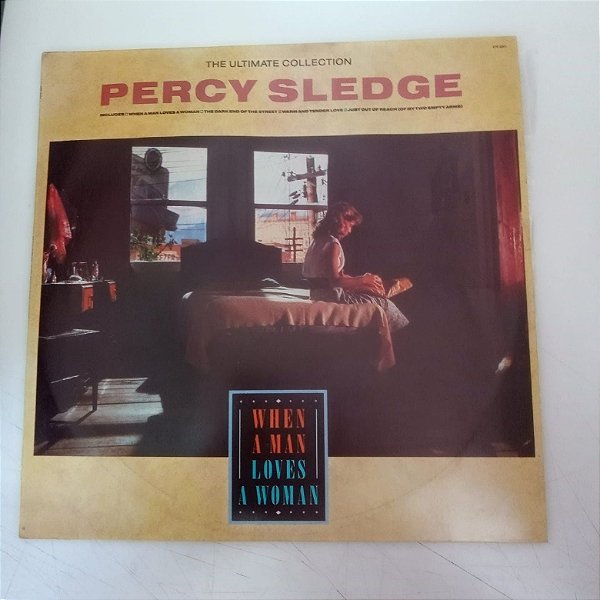 THE ULTIMATE COLLECTION
PERCY SLEDGE
INCLUDES: WHEN A MAN LOVES A WOMAN □ THE DARK END OF THE STREET □ WARM AND TENDER LOVE □ JUST OUT OF REACH (OF MY TWO EMPTY ARMS)
WHEN
A MAN
LOVES
A WOMAN